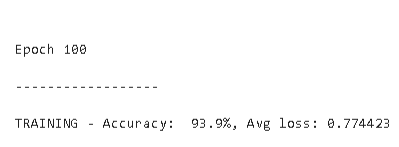 Epoch 100
------------------
TRAINING - Accuracy:  93.9%, Avg loss: 0.774423